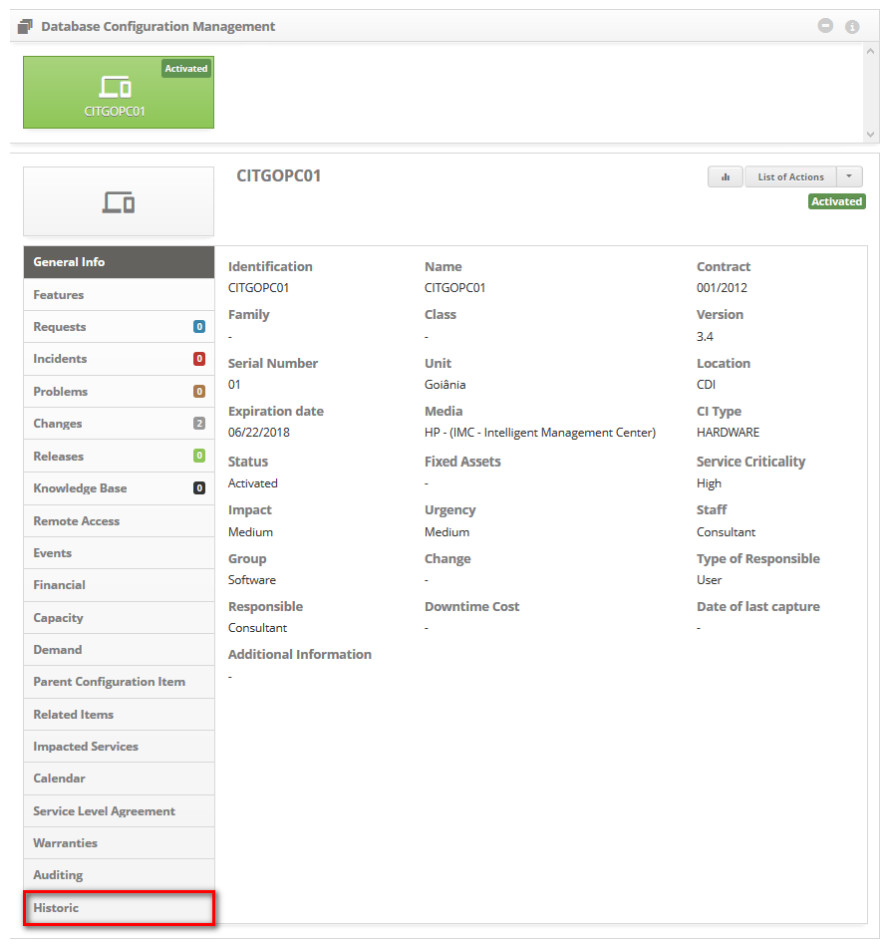 Database Configuration Management
Activated
CITGOPC01
CITGOPC01
List of Actions
Activated
General Info
Features
Requests 0
Incidents 0
Problems 0
Changes 2
Releases 0
Knowledge Base 0
Remote Access
Events
Financial
Capacity
Demand
Parent Configuration Item
Related Items
Impacted Services
Calendar
Service Level Agreement
Warranties
Auditing
Historic
Identification Name Contract
CITGOPC01 CITGOPC01 001/2012
Family Class Version
- - 3.4
Serial Number Unit Location
01 Goiânia CDI
Expiration date Media CI Type
06/22/2018 HP - (IMC - Intelligent Management Center) HARDWARE
Status Fixed Assets Service Criticality
Activated - High
Impact Urgency Staff
Medium Medium Consultant
Group Change Type of Responsible
Software - User
Responsible Downtime Cost Date of last capture
Consultant - -
Additional Information
-